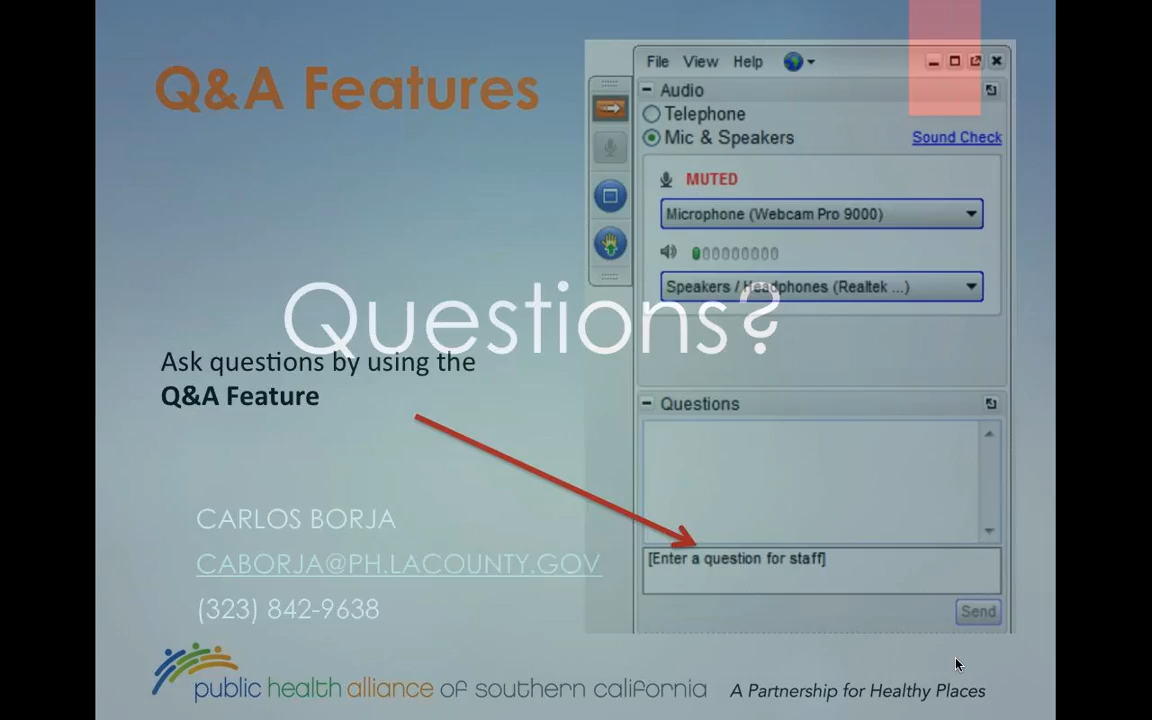 Q&A Features
File View Help
Audio
Telephone
Mic & Speakers
Sound Check
MUTED
Microphone (Webcam Pro 9000)
Speakers / Headphones (Realtek ...)
Questions?
Ask questions by using the
Q&A Feature
Questions
[Enter a question for staff]
Send
CARLOS BORJA
CABORJA@PH.LACOUNTY.GOV
(323) 842-9638
public health alliance of southern california
A Partnership for Healthy Places